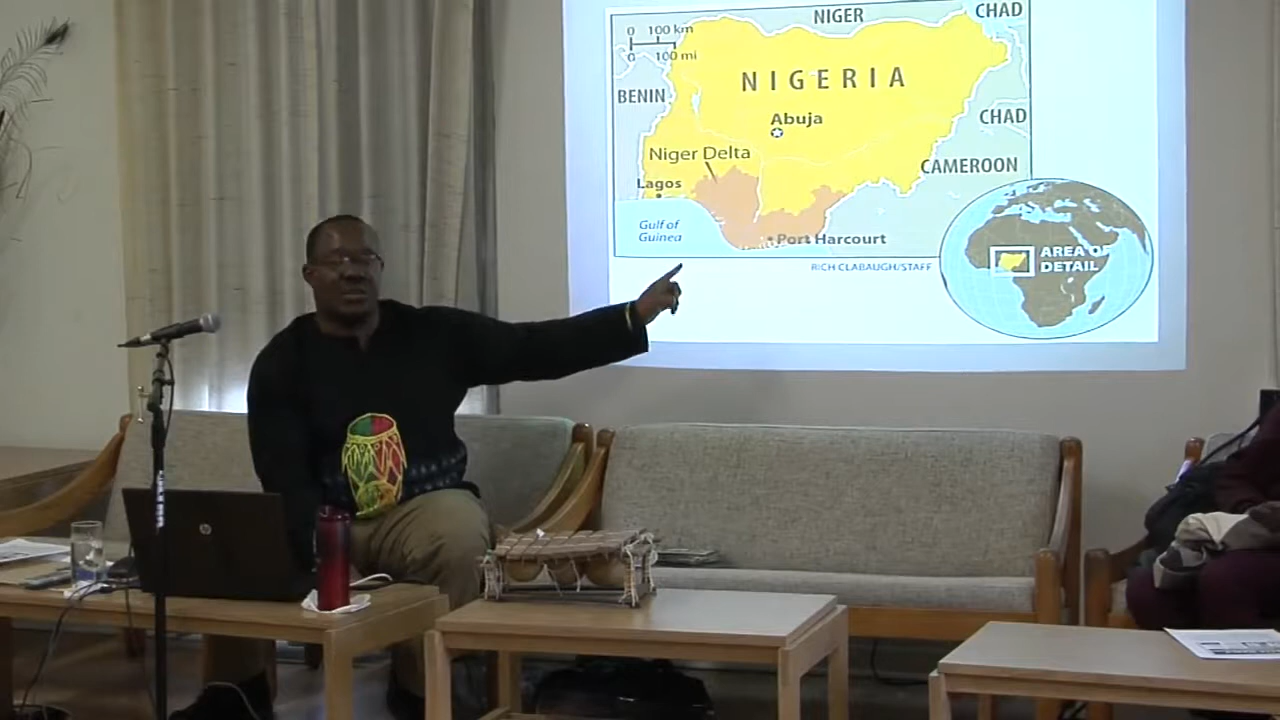 NIGER
CHAD
0 100 km
0 100 mi
NIGERIA
BENIN
Abuja
CHAD
Niger Delta
CAMEROON
Lagos
Gulf of
Guinea
Port Harcourt
AREA OF
DETAIL
RICH CLABAUGH/STAFF
hp